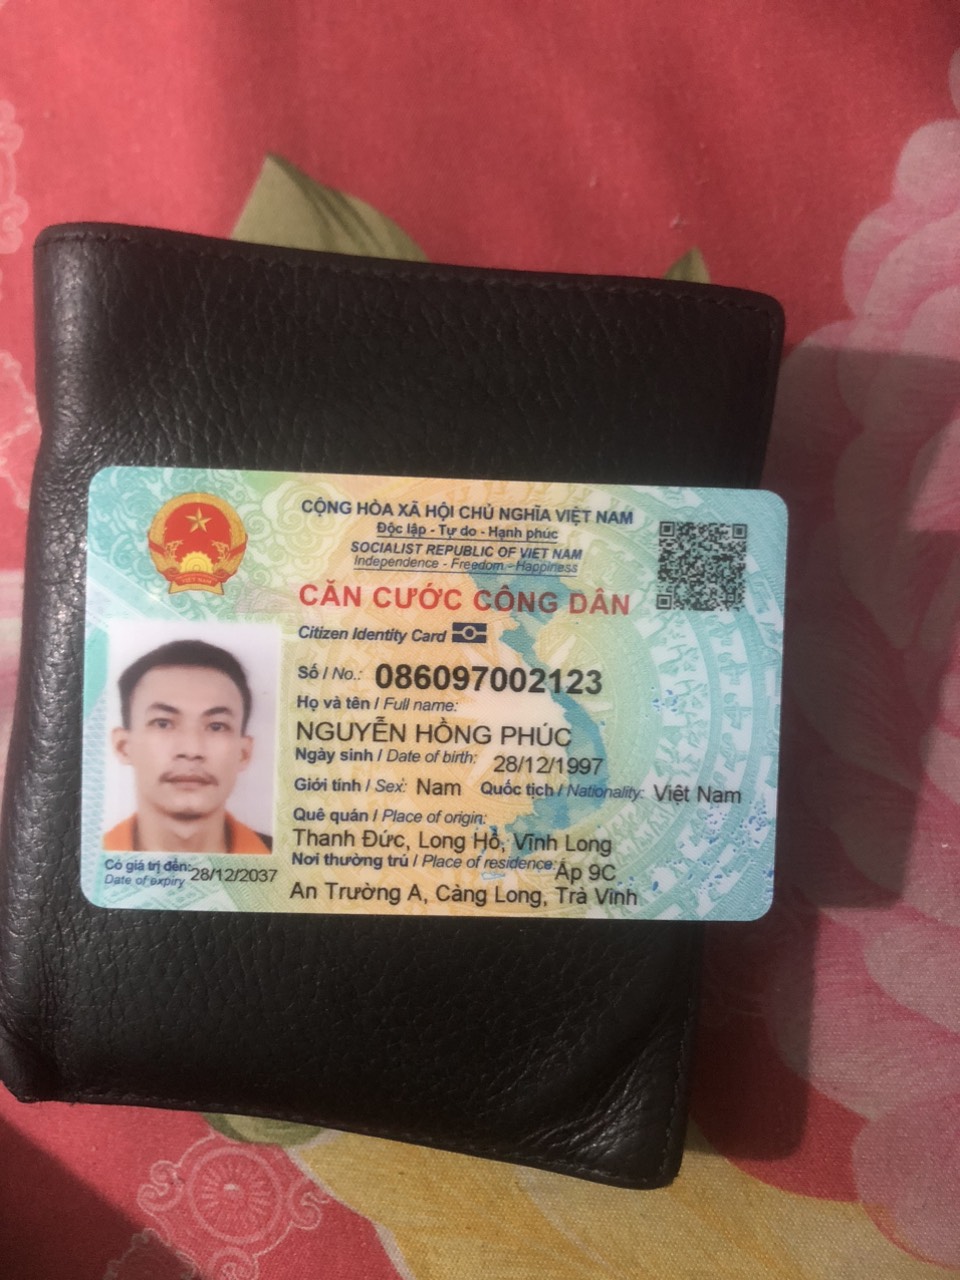 CỘNG HÒA XÃ HỘI CHỦ NGHĨA VIỆT NAM
Độc lập - Tự do - Hạnh phúc
SOCIALIST REPUBLIC OF VIET NAM
Independence - Freedom - Happiness
CĂN CƯỚC CÔNG DÂN
Citizen Identity Card
Số / No.: 086097002123
Họ và tên / Full name:
NGUYỄN HỒNG PHÚC
Ngày sinh / Date of birth: 28/12/1997
Giới tính / Sex: Nam Quốc tịch / Nationality: Việt Nam
Quê quán / Place of origin:
Thanh Đức, Long Hồ, Vĩnh Long
Nơi thường trú / Place of residence: Ấp 9C
An Trường A, Càng Long, Trà Vinh
Có giá trị đến: 28/12/2037
Date of expiry
VIỆT NAM